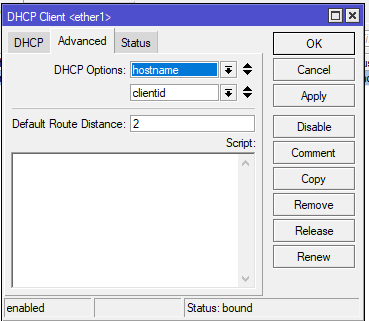 DHCP Client <ether1>
DHCP Advanced Status
DHCP Options: hostname
clientid
Default Route Distance: 2
Script:
OK
Cancel
Apply
Disable
Comment
Copy
Remove
Release
Renew
enabled Status: bound